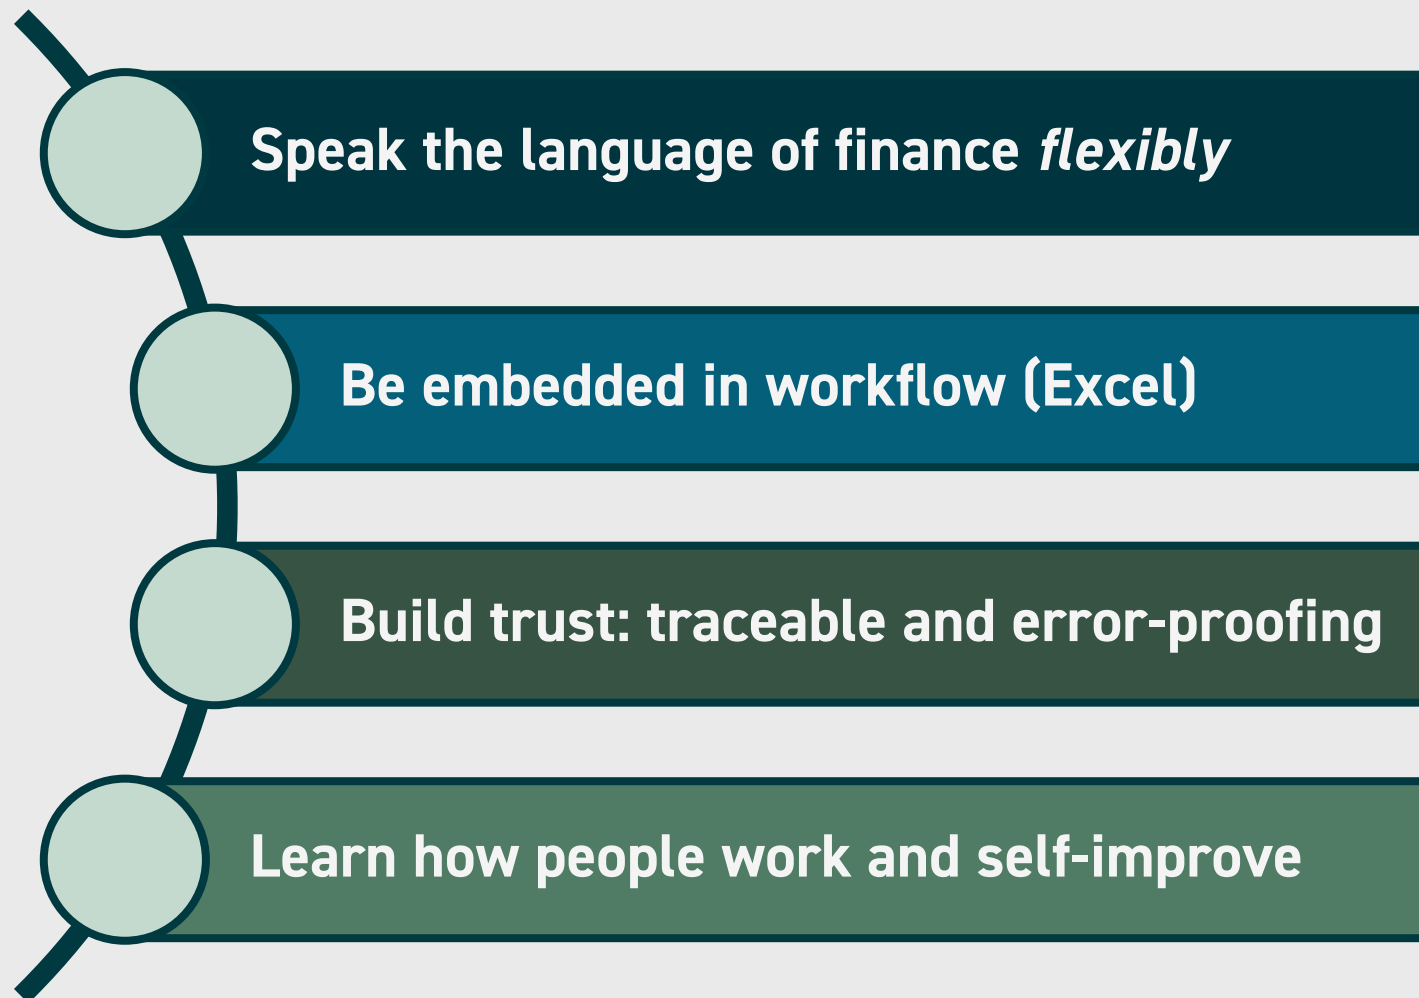 Speak the language of finance flexibly
Be embedded in workflow (Excel)
Build trust: traceable and error-proofing
Learn how people work and self-improve